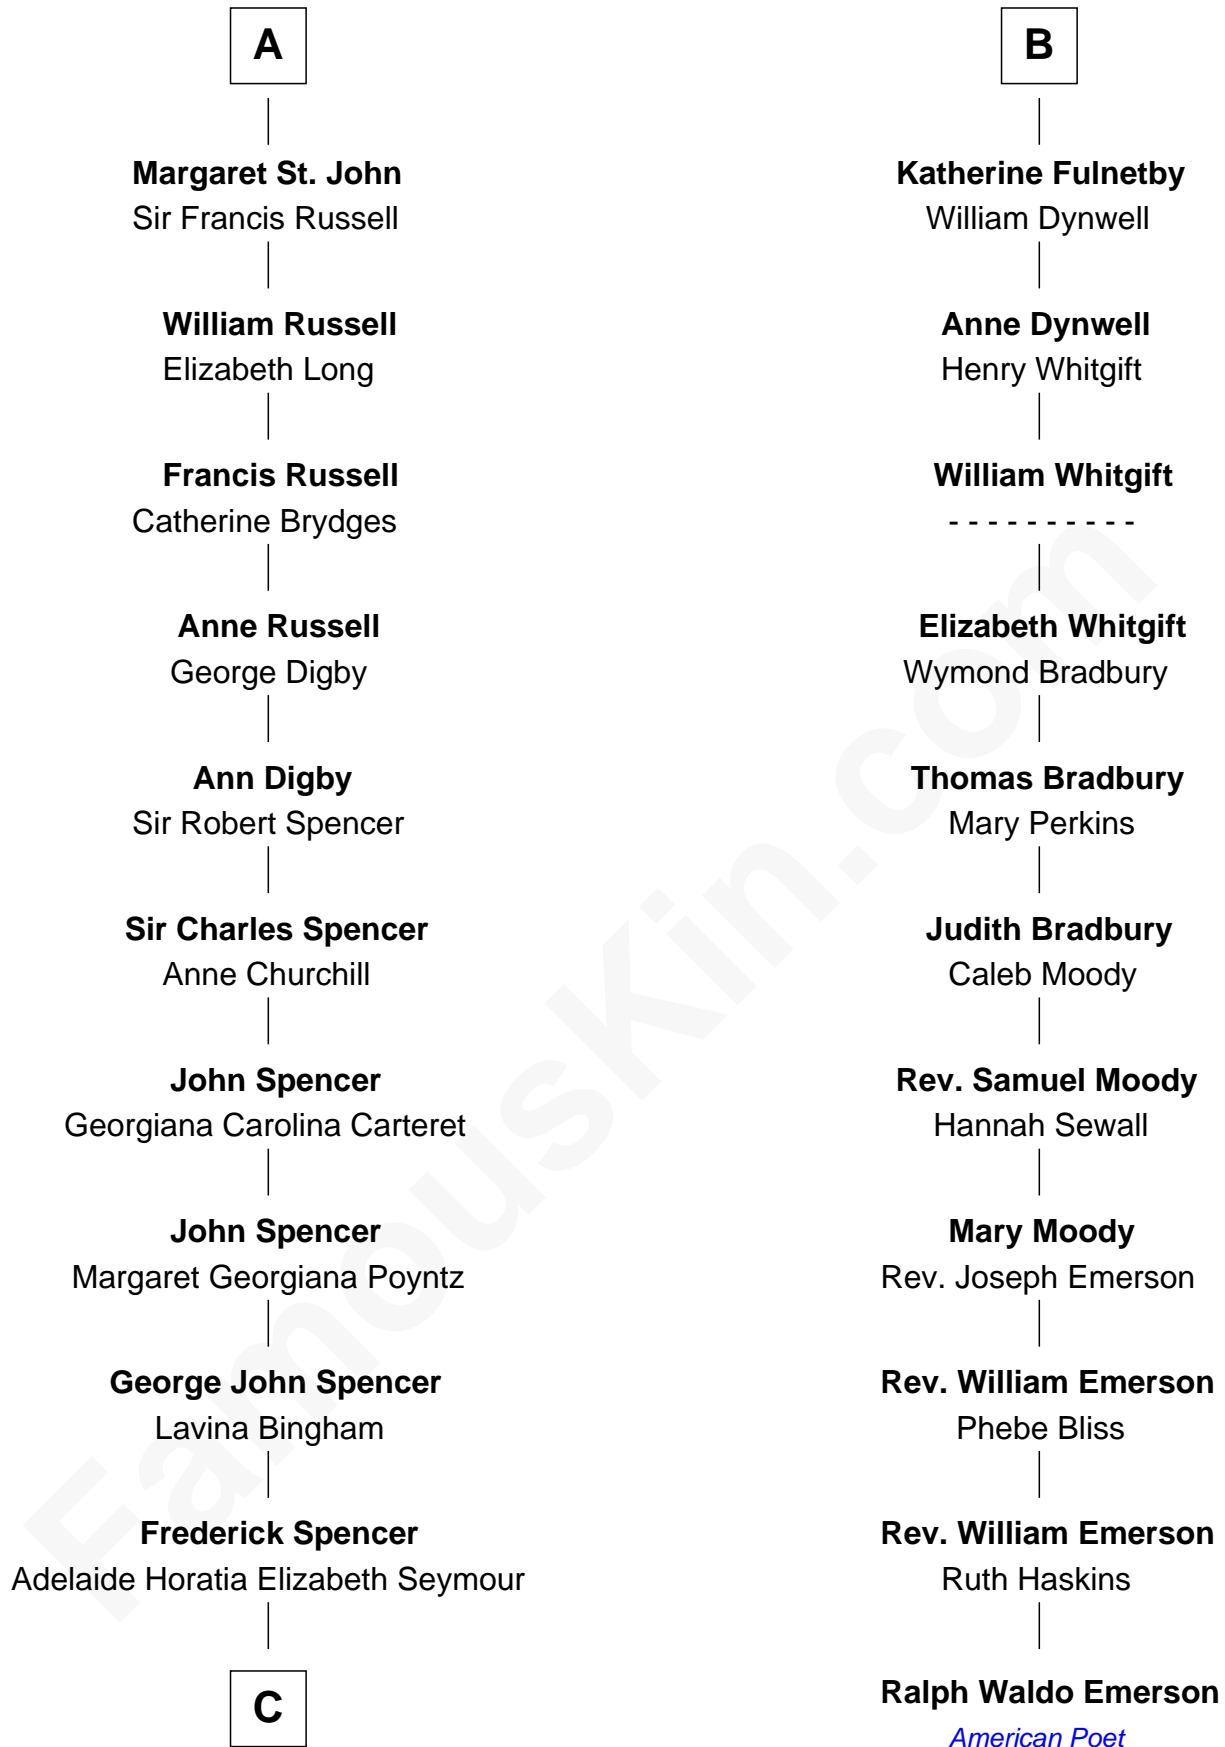 A
Margaret St. John
Sir Francis Russell
William Russell
Elizabeth Long
Francis Russell
Catherine Brydges
Anne Russell
George Digby
Ann Digby
Sir Robert Spencer
Sir Charles Spencer
Anne Churchill
John Spencer
Georgiana Carolina Carteret
John Spencer
Margaret Georgiana Poyntz
George John Spencer
Lavina Bingham
Frederick Spencer
Adelaide Horatia Elizabeth Seymour
C
B
Katherine Fulnetby
William Dynwell
Anne Dynwell
Henry Whitgift
William Whitgift
- - - - - - - - - -
Elizabeth Whitgift
Wymond Bradbury
Thomas Bradbury
Mary Perkins
Judith Bradbury
Caleb Moody
Rev. Samuel Moody
Hannah Sewall
Mary Moody
Rev. Joseph Emerson
Rev. William Emerson
Phebe Bliss
Rev. William Emerson
Ruth Haskins
Ralph Waldo Emerson
American Poet
FamousKin.com